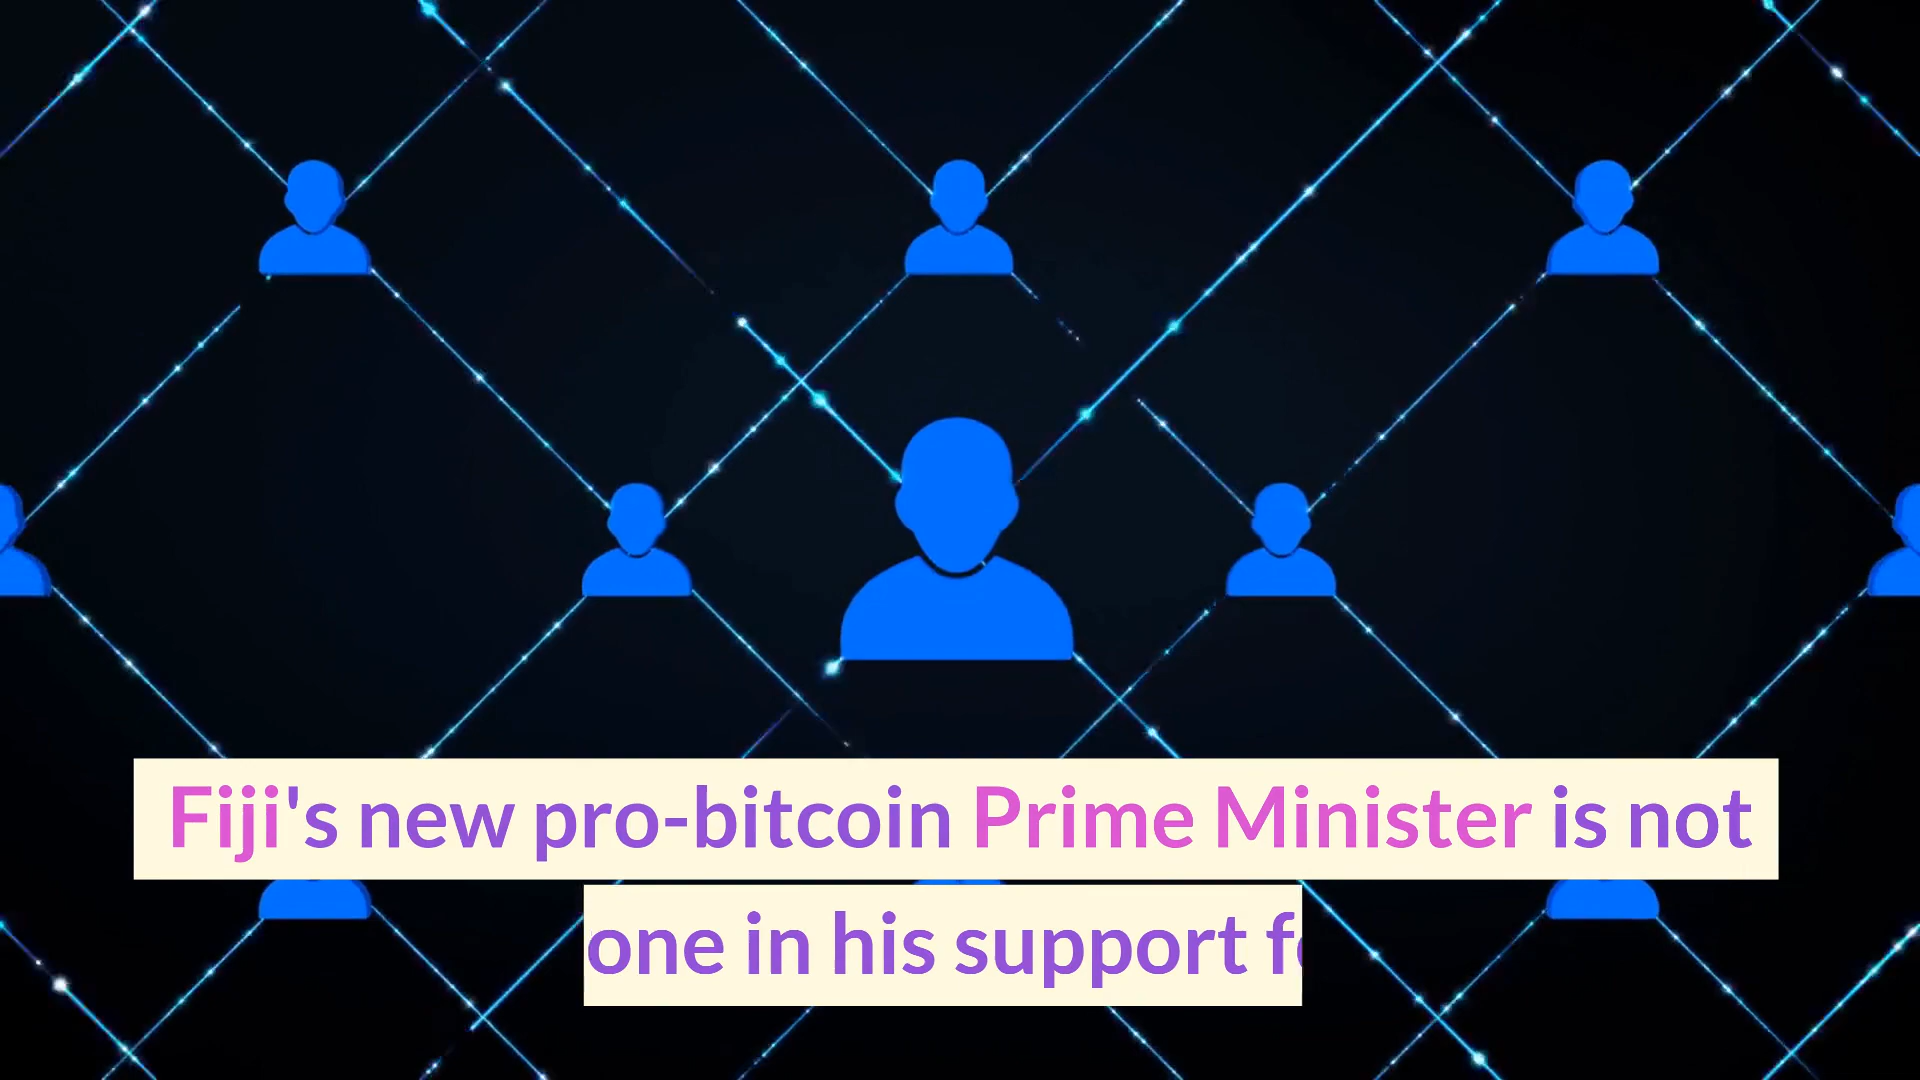 Fiji's new pro-bitcoin Prime Minister is not
one in his support